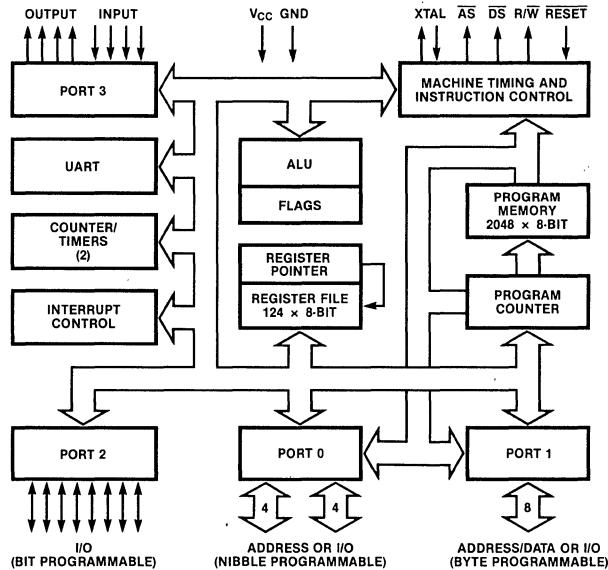 OUTPUT INPUT VCC GND XTAL AS DS R/W RESET
PORT 3
MACHINE TIMING AND
INSTRUCTION CONTROL
UART
ALU
FLAGS
COUNTER/
TIMERS
(2)
PROGRAM
MEMORY
2048 × 8-BIT
REGISTER
POINTER
REGISTER FILE
124 × 8-BIT
INTERRUPT
CONTROL
PROGRAM
COUNTER
PORT 2
PORT 0
PORT 1
4 4 8
I/O
(BIT PROGRAMMABLE)
ADDRESS OR I/O
(NIBBLE PROGRAMMABLE)
ADDRESS/DATA OR I/O
(BYTE PROGRAMMABLE)